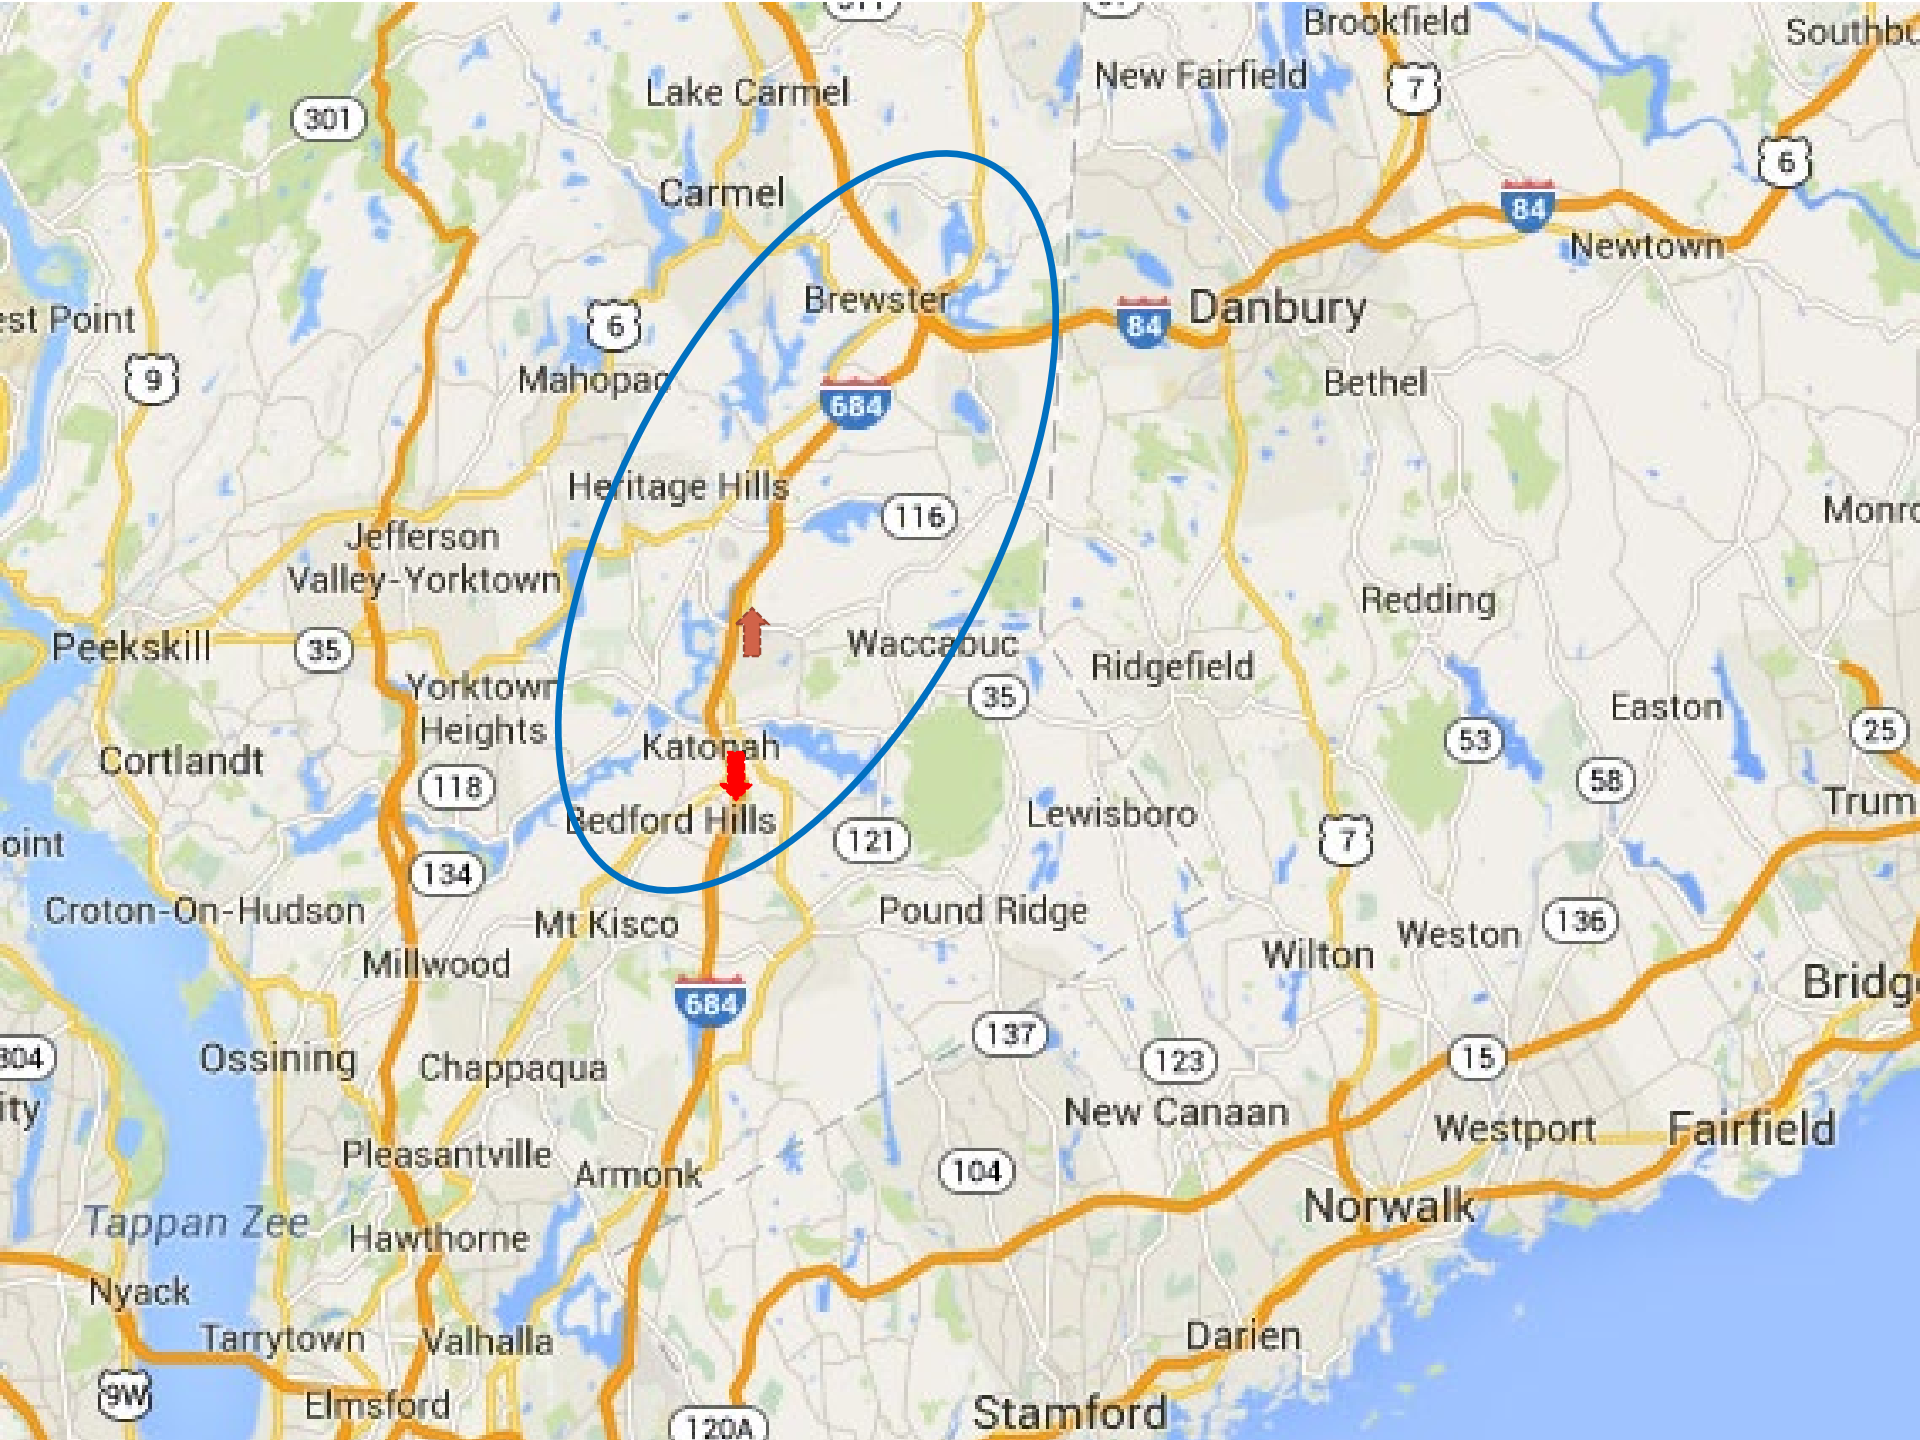 Brookfield
Southbu
New Fairfield
7
Lake Carmel
301
6
Carmel
84
Newtown
Brewster
est Point
6
84
Danbury
9
Mahopac
684
Bethel
Heritage Hills
116
Monro
Jefferson
Valley-Yorktown
Redding
Peekskill
35
Waccabuc
Ridgefield
Yorktown
Heights
35
Easton
25
53
Katonah
Cortlandt
118
58
Trum
Bedford Hills
Lewisboro
oint
121
7
134
Croton-On-Hudson
Mt Kisco
Pound Ridge
136
Weston
Wilton
Millwood
Bridge
684
137
304
Ossining
Chappaqua
123
15
ity
New Canaan
Westport
Fairfield
Pleasantville
Armonk
104
Norwalk
Tappan Zee
Hawthorne
Nyack
Tarrytown
Valhalla
Darien
9W
Elmsford
Stamford
120A